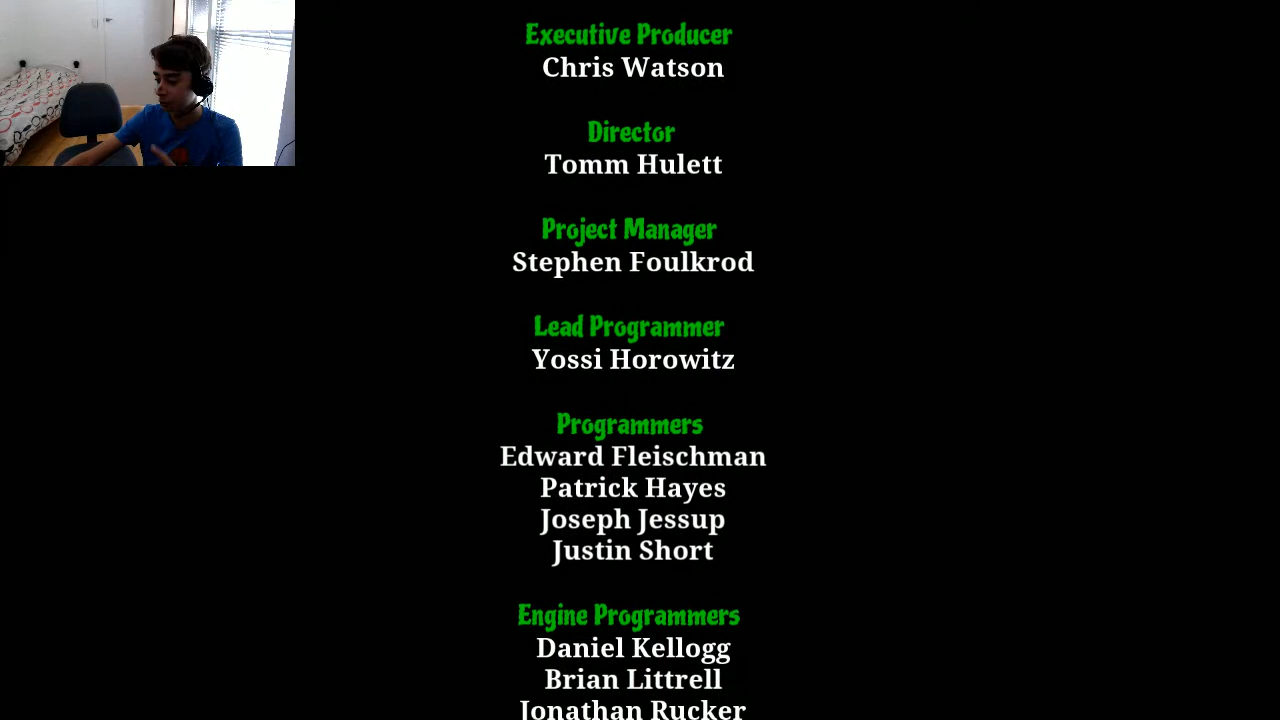 Executive Producer
Chris Watson
Director
Tomm Hulett
Project Manager
Stephen Foulkrod
Lead Programmer
Yossi Horowitz
Programmers
Edward Fleischman
Patrick Hayes
Joseph Jessup
Justin Short
Engine Programmers
Daniel Kellogg
Brian Littrell
Jonathan Rucker